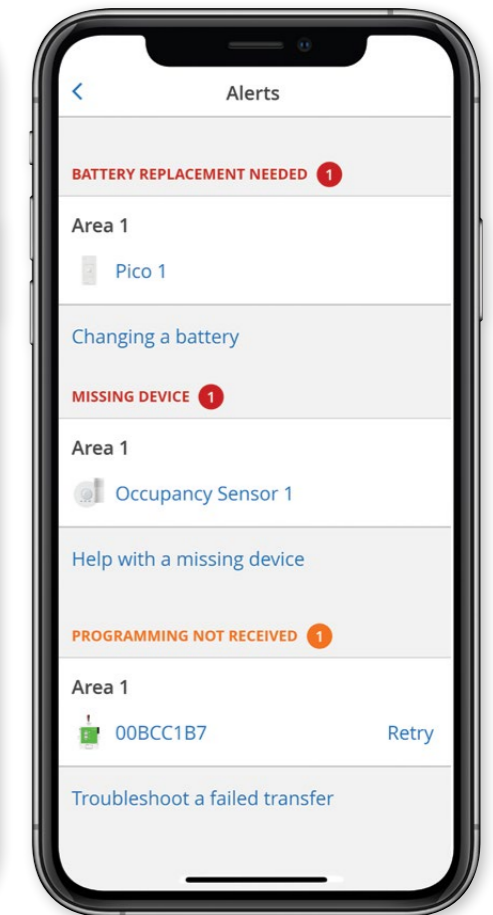 Alerts
BATTERY REPLACEMENT NEEDED 1
Area 1
Pico 1
Changing a battery
MISSING DEVICE 1
Area 1
Occupancy Sensor 1
Help with a missing device
PROGRAMMING NOT RECEIVED 1
Area 1
00BCC1B7 Retry
Troubleshoot a failed transfer